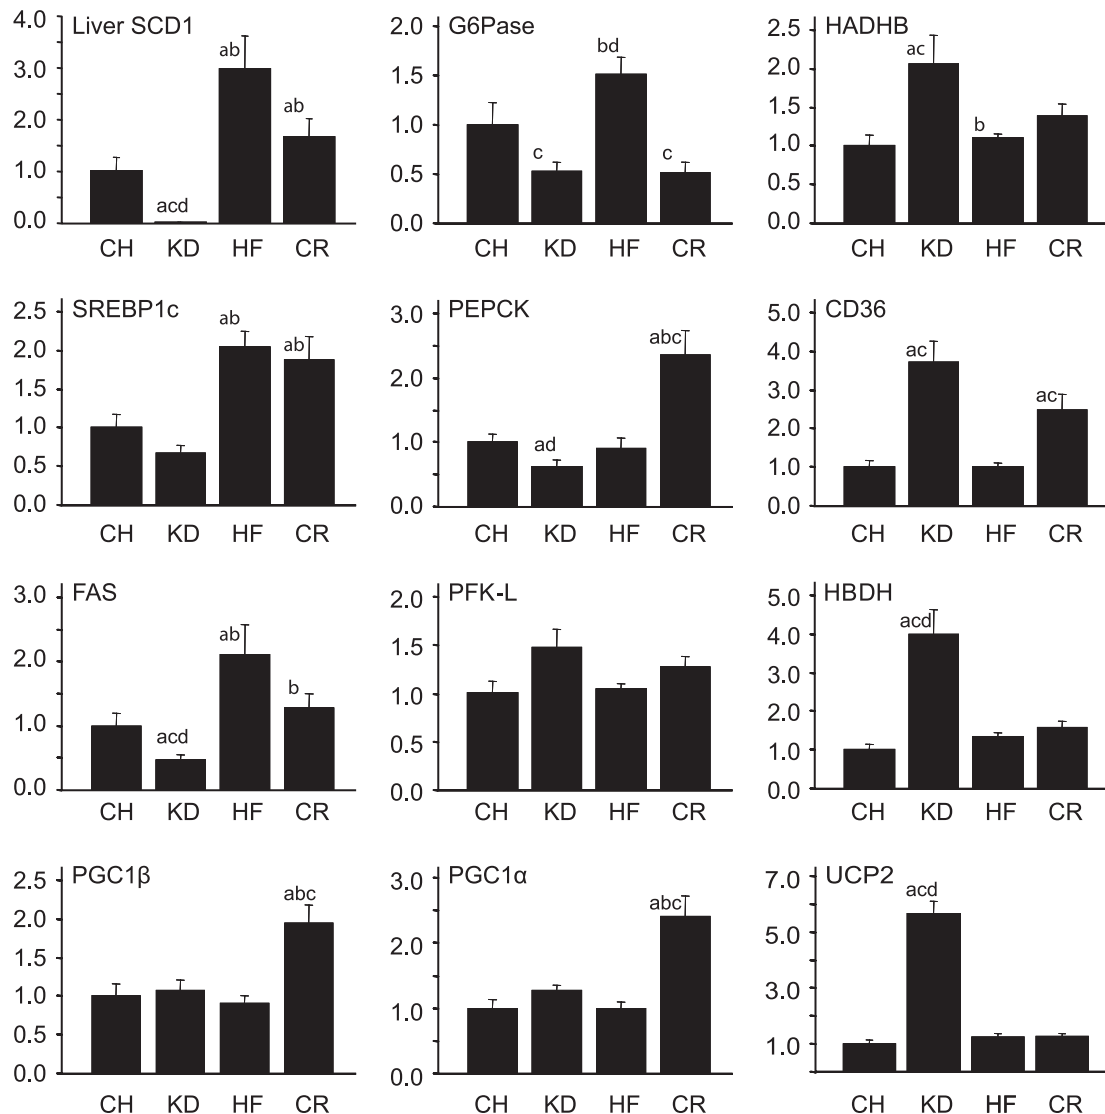 Liver SCD1
4.0
3.0
2.0
1.0
0.0
acd
ab
ab
CH KD HF CR
G6Pase
2.0
1.5
1.0
0.5
0.0
c
bd
c
CH KD HF CR
HADHB
2.5
2.0
1.5
1.0
0.5
0.0
ac
b
CH KD HF CR
SREBP1c
2.5
2.0
1.5
1.0
0.5
0.0
ab
ab
CH KD HF CR
PEPCK
3.0
2.0
1.0
0.0
ad
abc
CH KD HF CR
CD36
5.0
4.0
3.0
2.0
1.0
0.0
ac
ac
CH KD HF CR
FAS
3.0
2.0
1.0
0.0
acd
ab
b
CH KD HF CR
PFK-L
2.0
1.5
1.0
0.5
0.0
CH KD HF CR
HBDH
5.0
4.0
3.0
2.0
1.0
0.0
acd
CH KD HF CR
PGC1β
2.5
2.0
1.5
1.0
0.5
0.0
abc
CH KD HF CR
PGC1α
3.0
2.0
1.0
0.0
abc
CH KD HF CR
UCP2
7.0
5.0
3.0
1.0
acd
CH KD HF CR